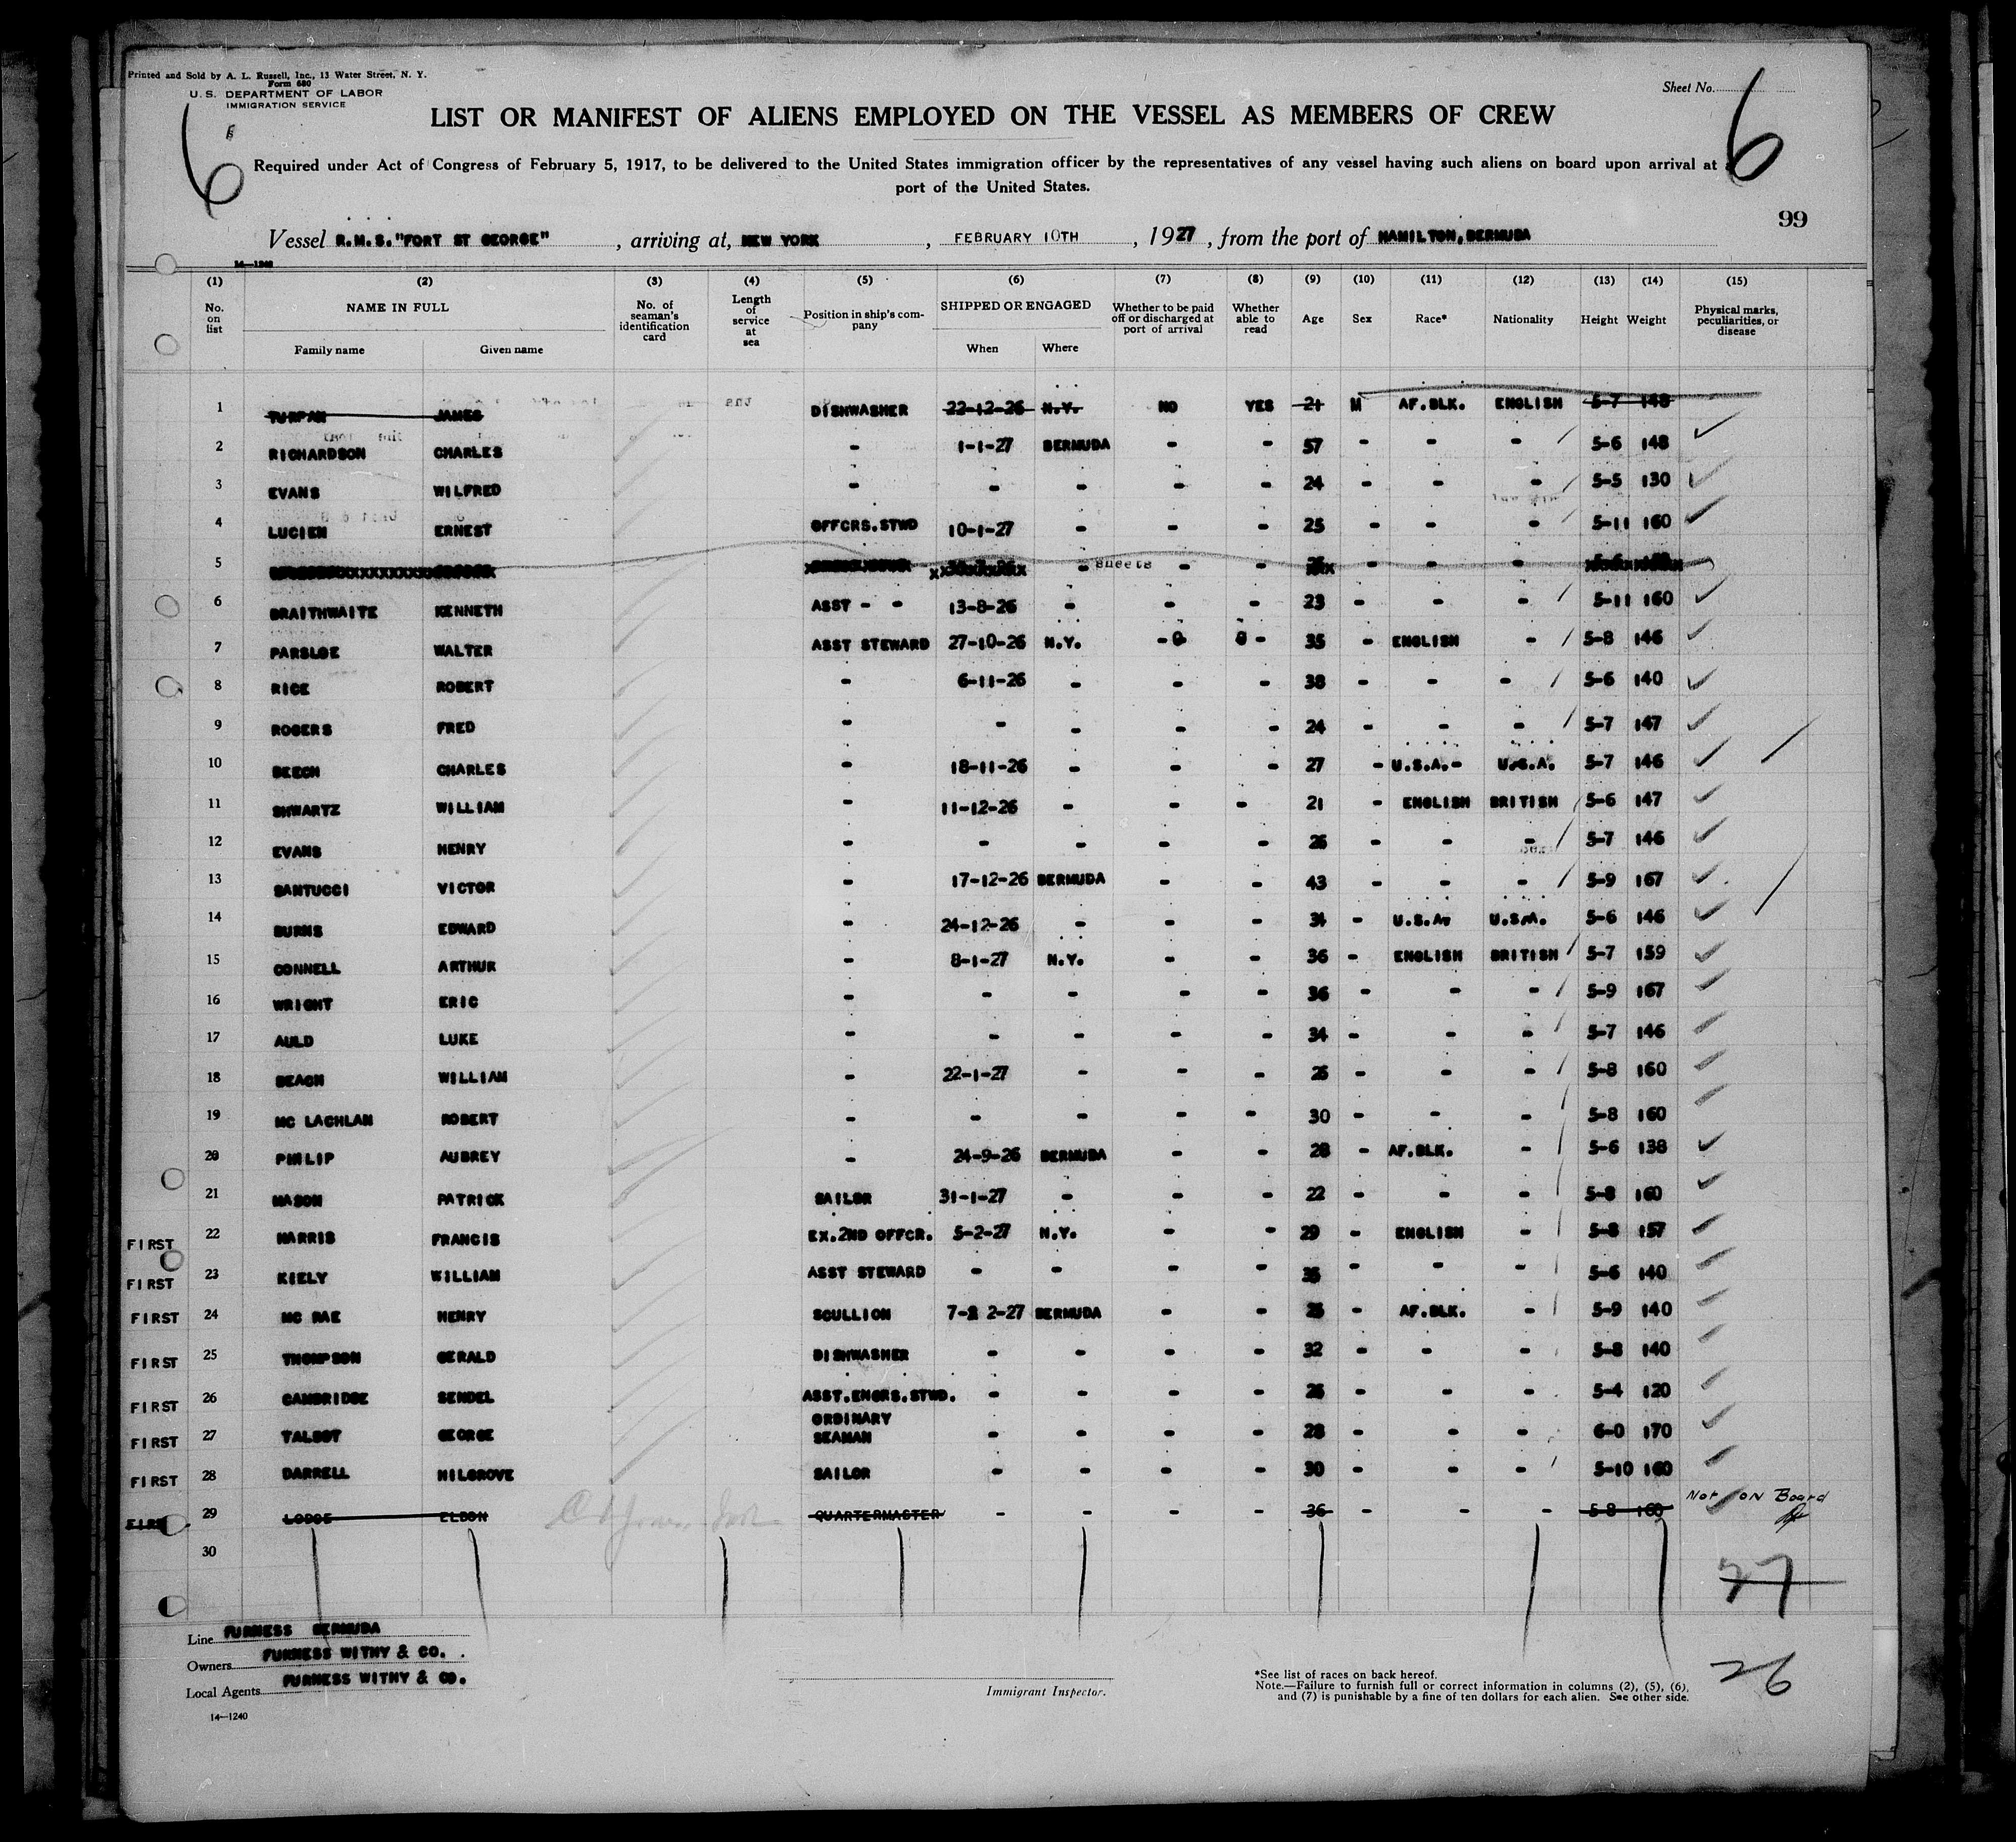 Printed and Sold by A. L. Russell, Inc., 13 Water Street, N. Y.
Form 680
U. S. DEPARTMENT OF LABOR
IMMIGRATION SERVICE
Sheet No.
6
6
LIST OR MANIFEST OF ALIENS EMPLOYED ON THE VESSEL AS MEMBERS OF CREW
Required under Act of Congress of February 5, 1917, to be delivered to the United States immigration officer by the representatives of any vessel having such aliens on board upon arrival at
port of the United States.
99
Vessel R.M.S."FORT ST GEORGE" , arriving at, NEW YORK , FEBRUARY 10TH , 1927 , from the port of HAMILTON, BERMUDA
14—1240
(1) (2) (3) (4) (5) (6) (7) (8) (9) (10) (11) (12) (13) (14) (15)
No. on list NAME IN FULL No. of seaman's identification card Length of service at sea Position in ship's company SHIPPED OR ENGAGED Whether to be paid off or discharged at port of arrival Whether able to read Age Sex Race* Nationality Height Weight Physical marks, peculiarities, or disease
Family name Given name When Where
1 TURPAN JAMES DISHWASHER 22-12-26 N.Y. NO YES 21 M AF.BLK. ENGLISH 5-7 148
2 RICHARDSON CHARLES - 1-1-27 BERMUDA - - 57 - - - 5-6 148
3 EVANS WILFRED - - - - - 24 - - - 5-5 130
4 LUCIEN ERNEST OFFCRS.STWD 10-1-27 - - - 25 - - - 5-11 160
5 - sheets - - - - -
6 BRAITHWAITE KENNETH ASST - - 13-8-26 - - - 23 - - - 5-11 160
7 PARSLOE WALTER ASST STEWARD 27-10-26 N.Y. - - 35 - ENGLISH - 5-8 146
8 RICE ROBERT - 6-11-26 - - - 38 - - - 5-6 140
9 ROGERS FRED - - - - - 24 - - - 5-7 147
10 BEECH CHARLES - 18-11-26 - - - 27 - U.S.A.- U.S.A. 5-7 146
11 SHWARTZ WILLIAM - 11-12-26 - - - 21 - ENGLISH BRITISH 5-6 147
12 EVANS HENRY - - - - - 26 - - - 5-7 146
13 SANTUCCI VICTOR - 17-12-26 BERMUDA - - 43 - - - 5-9 167
14 BURNS EDWARD - 24-12-26 - - - 34 - U.S.A. U.S.A. 5-6 146
15 CONNELL ARTHUR - 8-1-27 N.Y. - - 36 - ENGLISH BRITISH 5-7 159
16 WRIGHT ERIC - - - - - 36 - - - 5-9 167
17 AULD LUKE - - - - - 34 - - - 5-7 146
18 BEACH WILLIAM - 22-1-27 - - - 25 - - - 5-8 160
19 MC LACHLAN ROBERT - - - - - 30 - - - 5-8 160
20 PHILIP AUBREY - 24-9-26 BERMUDA - - 28 - AF.BLK. - 5-6 138
21 MASON PATRICK SAILOR 31-1-27 - - - 22 - - - 5-8 160
FIRST 22 HARRIS FRANCIS EX.2ND OFFCR. 5-2-27 N.Y. - - 29 - ENGLISH - 5-8 157
FIRST 23 KIELY WILLIAM ASST STEWARD - - - - 35 - - - 5-6 140
FIRST 24 MC RAE HENRY SCULLION 7-2 2-27 BERMUDA - - - AF.BLK. - 5-9 140
FIRST 25 THOMPSON GERALD DISHWASHER - - - - 32 - - - 5-8 140
FIRST 26 CAMBRIDGE SENDEL ASST.ENGRS.STWD. - - - - 26 - - - 5-4 120
FIRST 27 TALBOT GEORGE ORDINARY SEAMAN - - - - 28 - - - 6-0 170
FIRST 28 DARRELL HILGROVE SAILOR - - - - 30 - - - 5-10 160
FIRST 29 LODGE ELDON QUARTERMASTER - - - - 36 - - - 5-8 160 Not ON Board
30
27
26
Line FURNESS BERMUDA
Owners FURNESS WITHY & CO.
Local Agents FURNESS WITHY & CO.
14—1240
Immigrant Inspector.
*See list of races on back hereof.
Note.—Failure to furnish full or correct information in columns (2), (5), (6),
and (7) is punishable by a fine of ten dollars for each alien. See other side.